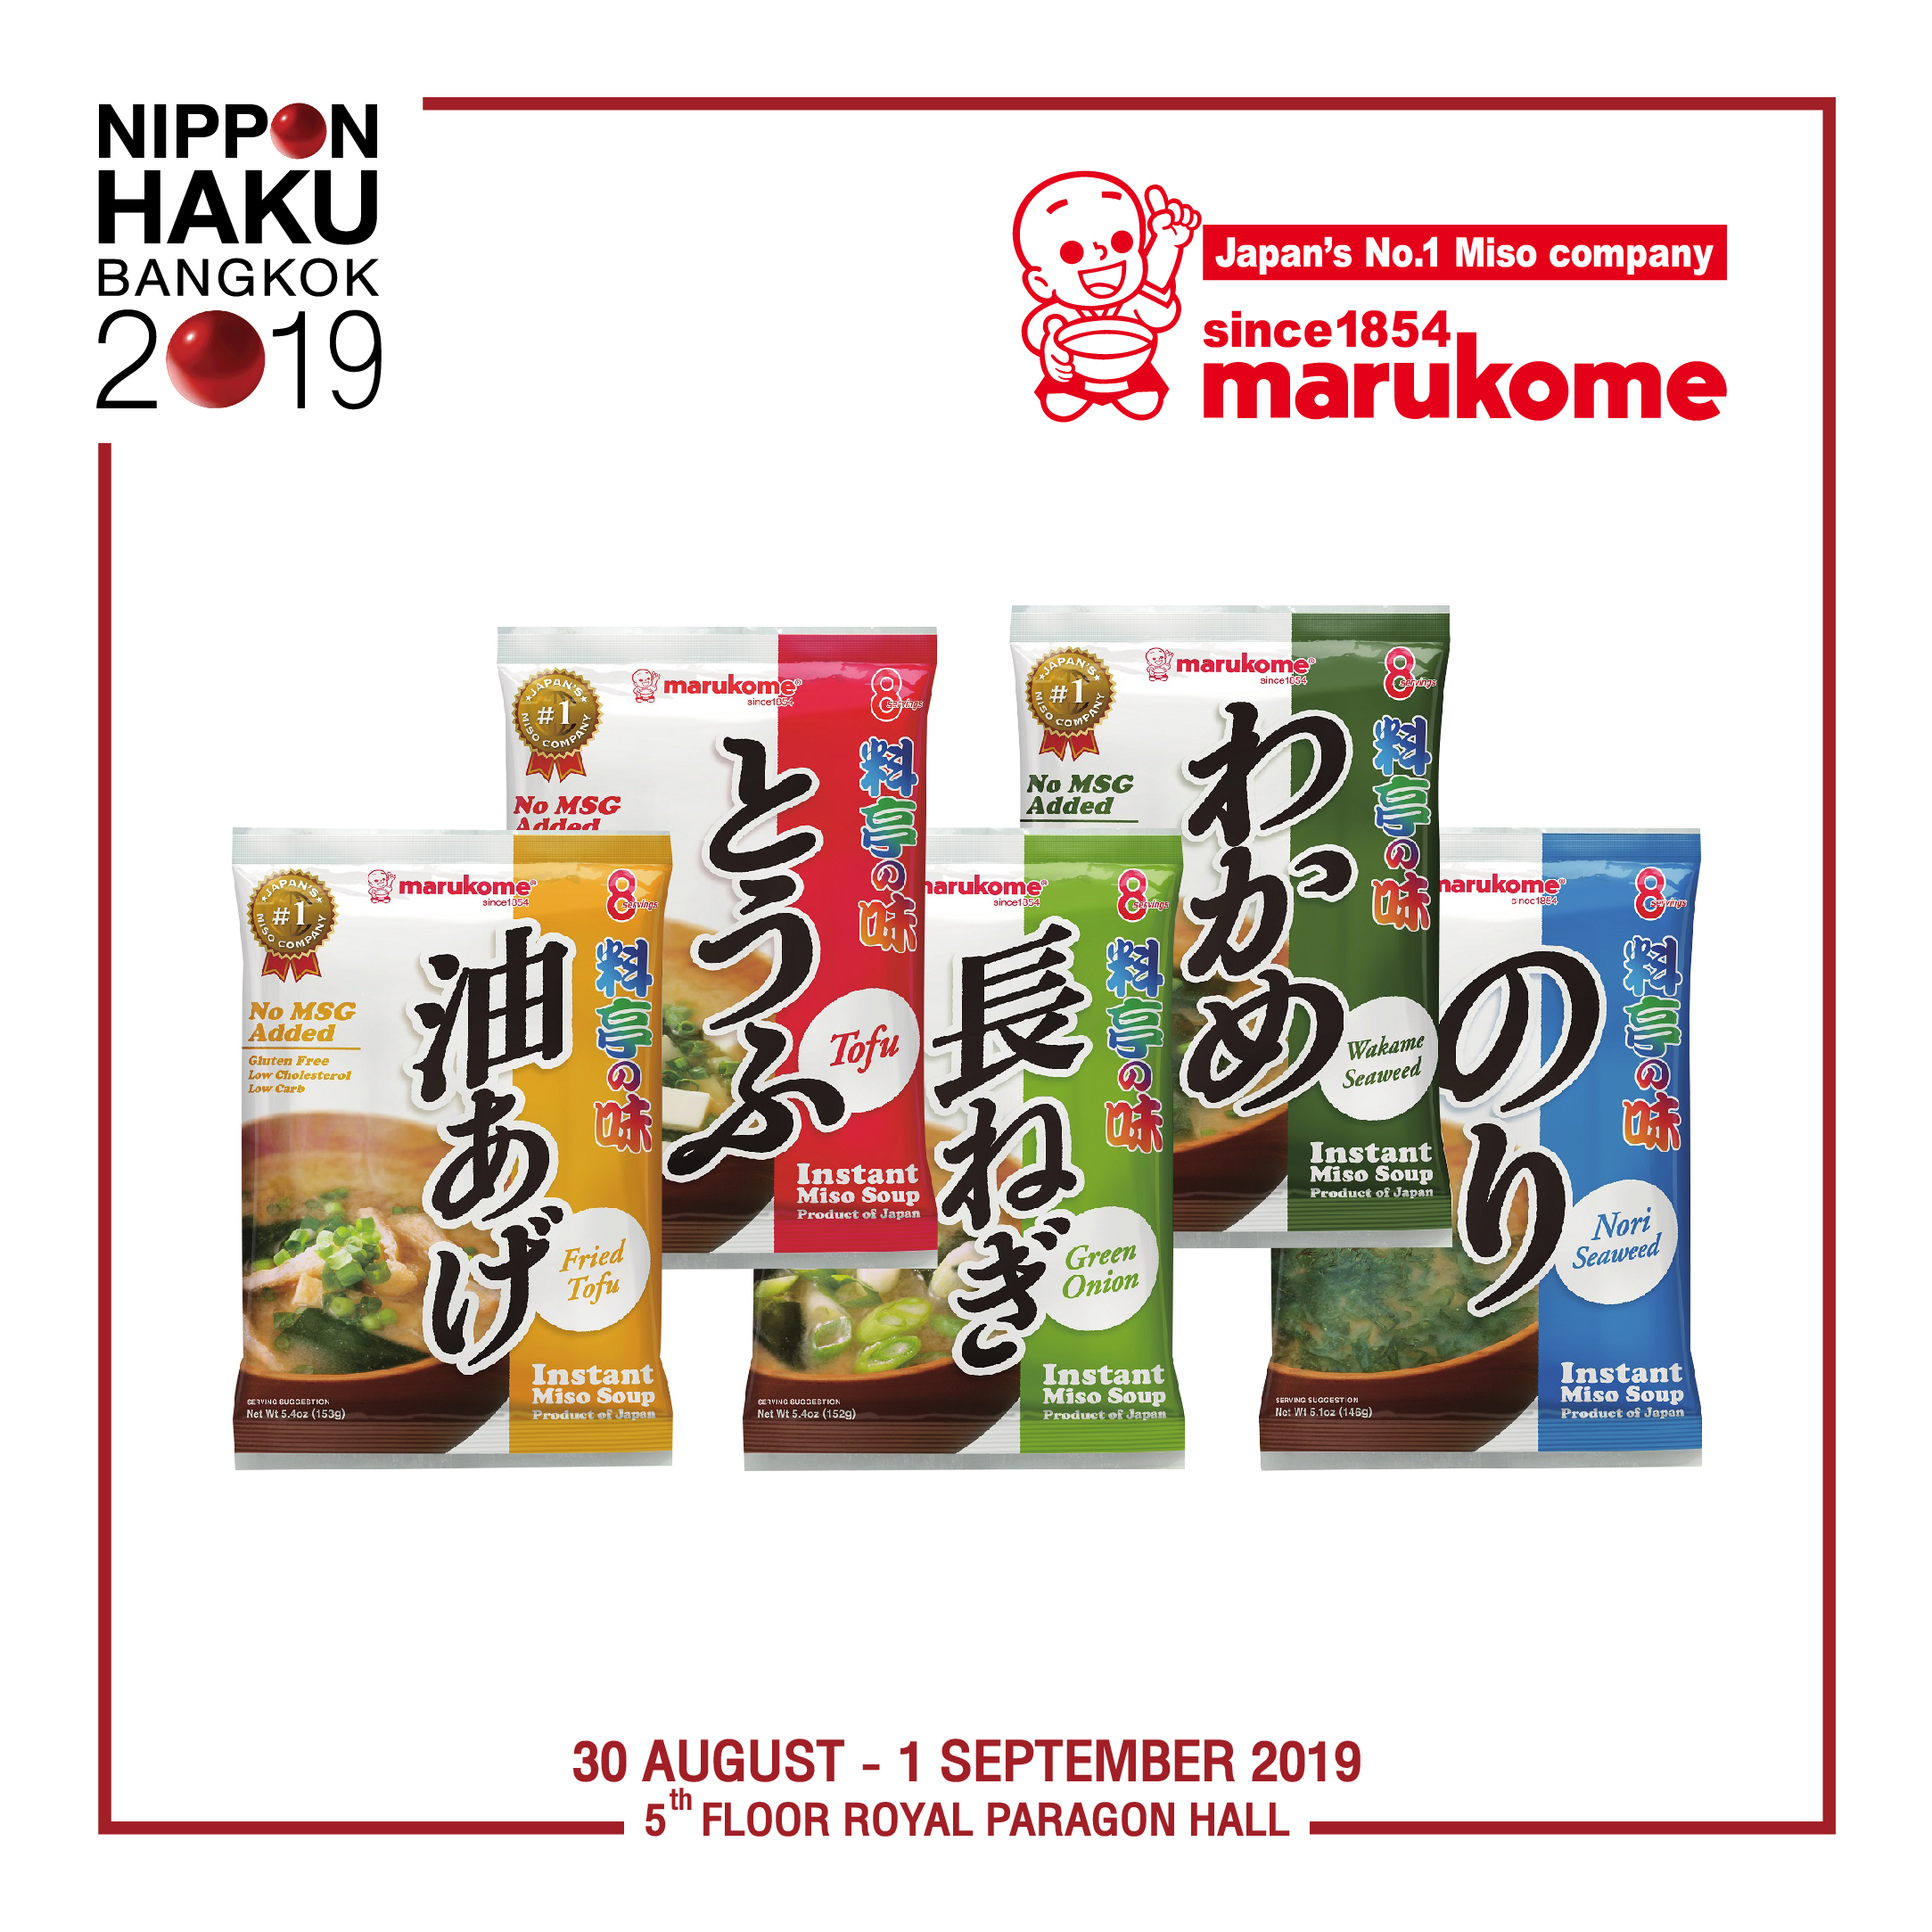 NIPPON
HAKU
BANGKOK
2019
Japan's No.1 Miso company
since1854
marukome
JAPAN'S
#1
MISO COMPANY
marukome®
since1854
8
servings
No MSG
Added
とうふ
料亭の味
Tofu
Instant
Miso Soup
Product of Japan
JAPAN'S
#1
MISO COMPANY
marukome®
since1854
8
servings
No MSG
Added
わかめ
料亭の味
Wakame
Seaweed
Instant
Miso Soup
Product of Japan
JAPAN'S
#1
MISO COMPANY
marukome®
since1854
8
servings
No MSG
Added
Gluten Free
Low Cholesterol
Low Carb
油あげ
料亭の味
Fried
Tofu
Instant
Miso Soup
Product of Japan
SERVING SUGGESTION
Net Wt 5.4oz (153g)
marukome®
since1854
8
servings
長ねぎ
料亭の味
Green
Onion
Instant
Miso Soup
Product of Japan
SERVING SUGGESTION
Net Wt 5.4oz (152g)
marukome®
since1854
8
servings
のり
料亭の味
Nori
Seaweed
Instant
Miso Soup
Product of Japan
SERVING SUGGESTION
Net Wt 5.1oz (146g)
30 AUGUST - 1 SEPTEMBER 2019
5th FLOOR ROYAL PARAGON HALL